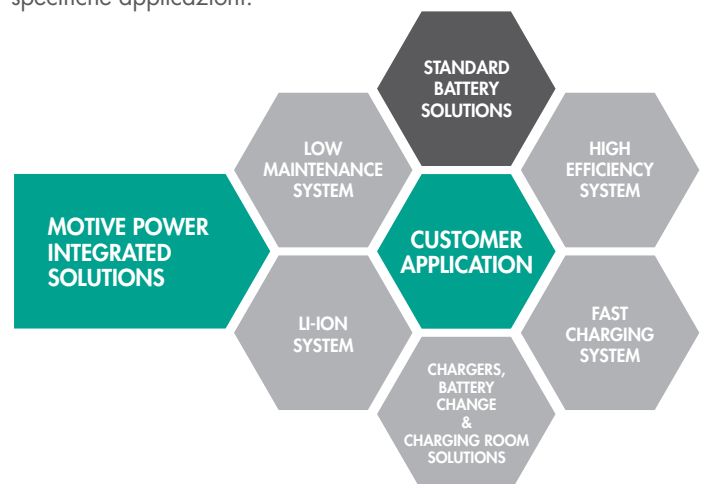 specifiche applicazioni.
STANDARD
BATTERY
SOLUTIONS
LOW
MAINTENANCE
SYSTEM
HIGH
EFFICIENCY
SYSTEM
MOTIVE POWER
INTEGRATED
SOLUTIONS
CUSTOMER
APPLICATION
LI-ION
SYSTEM
FAST
CHARGING
SYSTEM
CHARGERS,
BATTERY
CHANGE
&
CHARGING ROOM
SOLUTIONS